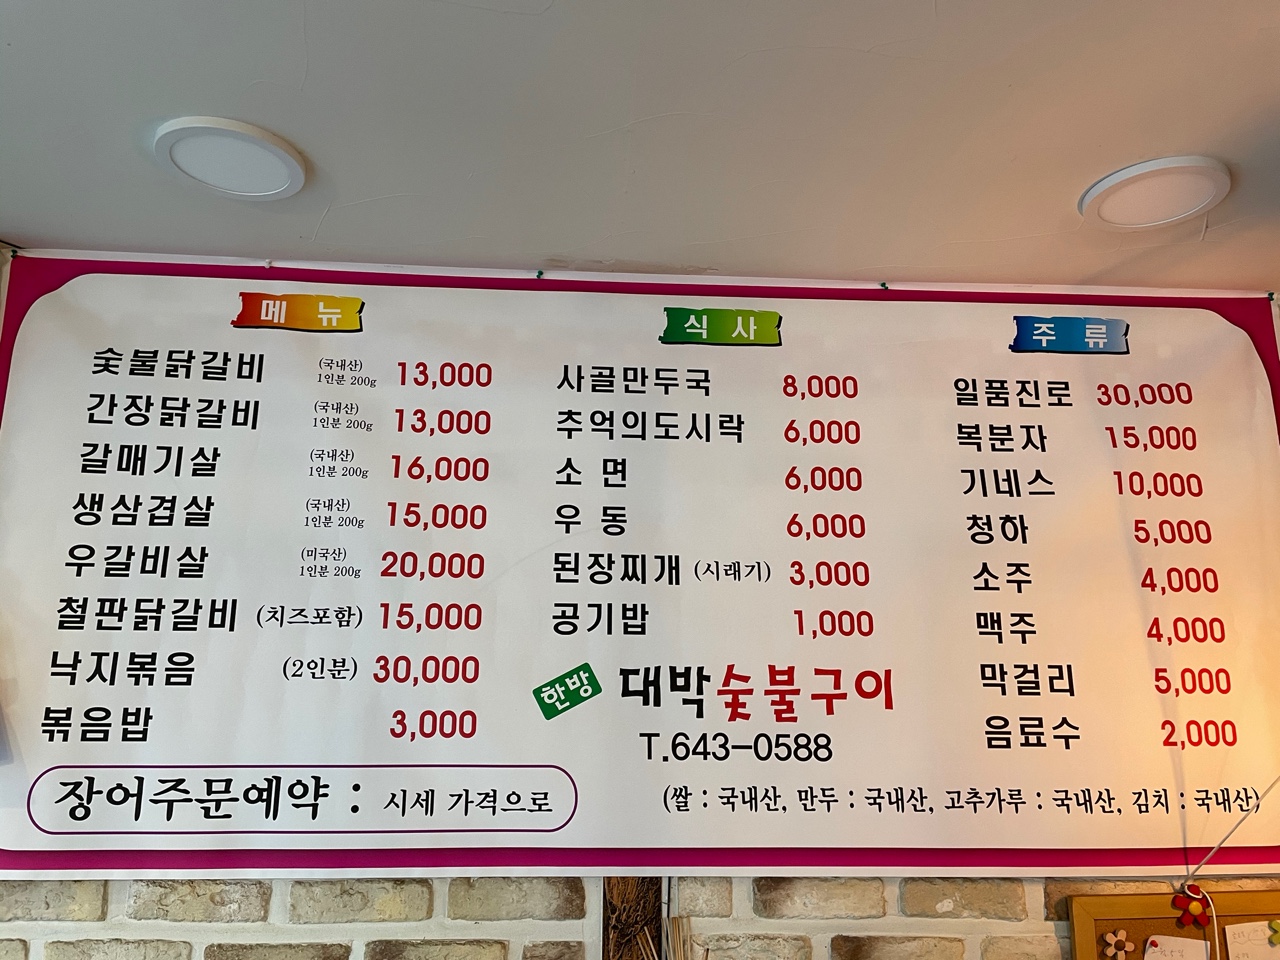 메 뉴
숯불닭갈비 (국내산) 1인분 200g 13,000
간장닭갈비 (국내산) 1인분 200g 13,000
갈매기살 (국내산) 1인분 200g 16,000
생삼겹살 (국내산) 1인분 200g 15,000
우갈비살 (미국산) 1인분 200g 20,000
철판닭갈비 (치즈포함) 15,000
낙지볶음 (2인분) 30,000
볶음밥 3,000
장어주문예약 : 시세 가격으로
식 사
사골만두국 8,000
추억의도시락 6,000
소 면 6,000
우 동 6,000
된장찌개 (시래기) 3,000
공기밥 1,000
한방 대박숯불구이
T.643-0588
주 류
일품진로 30,000
복분자 15,000
기네스 10,000
청하 5,000
소주 4,000
맥주 4,000
막걸리 5,000
음료수 2,000
(쌀 : 국내산, 만두 : 국내산, 고추가루 : 국내산, 김치 : 국내산)